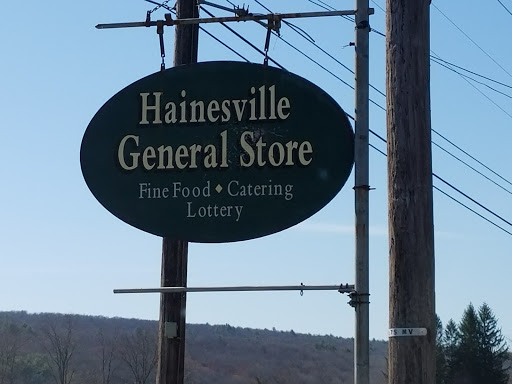 Hainesville
General Store
Fine Food ♦ Catering
Lottery